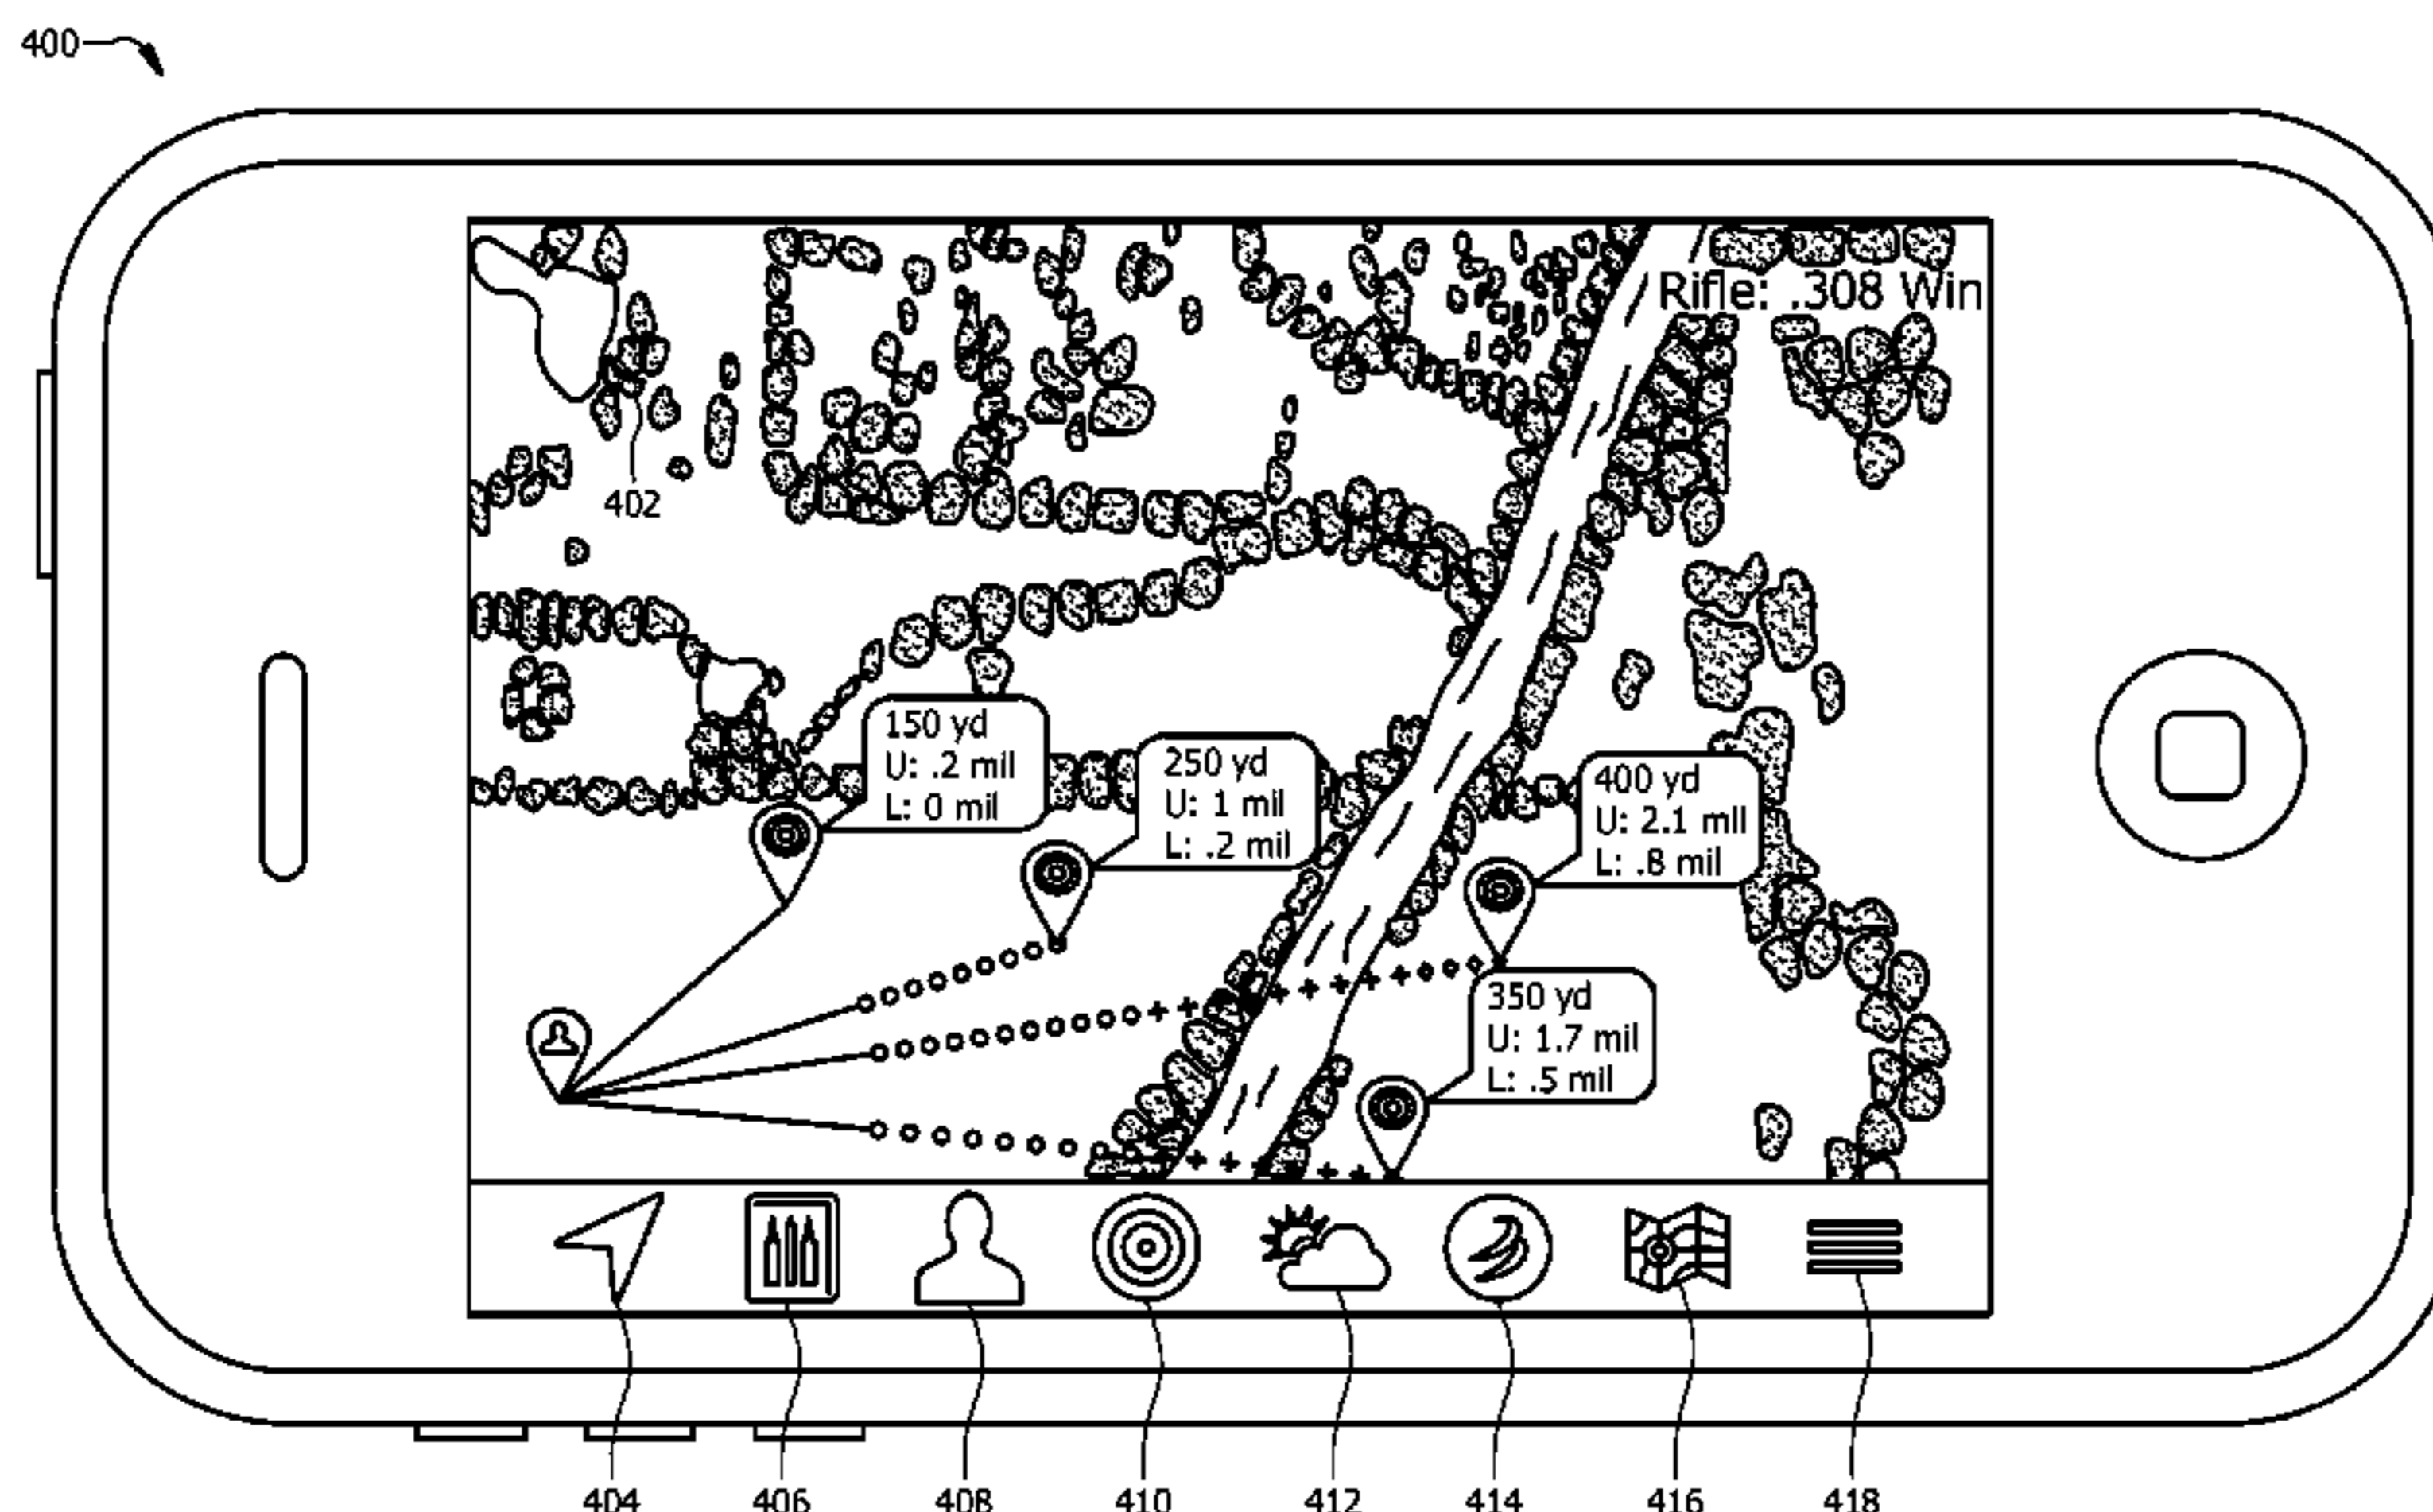 400
Rifle: .308 Win
402
150 yd
U: .2 mil
L: 0 mil
250 yd
U: 1 mil
L: .2 mil
400 yd
U: 2.1 mil
L: .8 mil
350 yd
U: 1.7 mil
L: .5 mil
404 406 408 410 412 414 416 418